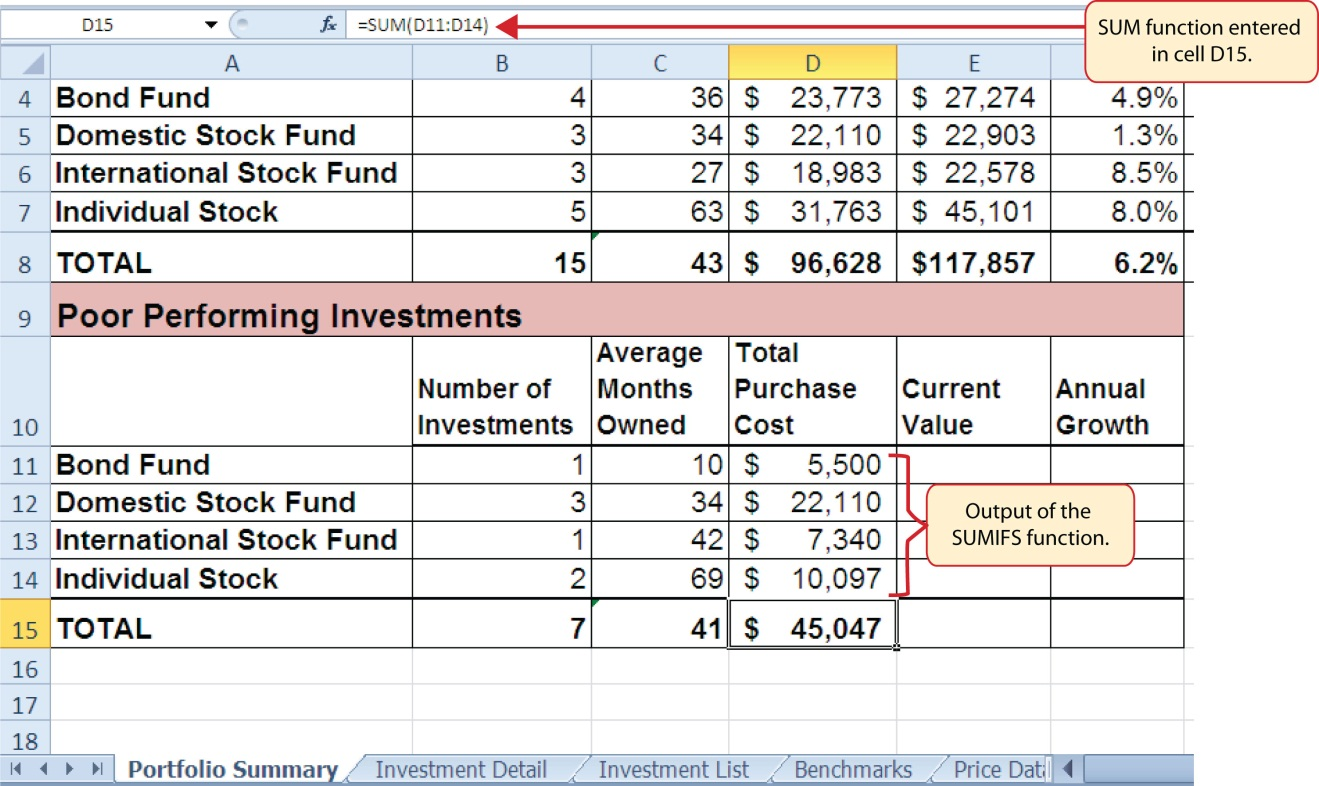 D15 fx =SUM(D11:D14)
SUM function entered
in cell D15.
A B C D E
4 Bond Fund 4 36 $ 23,773 $ 27,274 4.9%
5 Domestic Stock Fund 3 34 $ 22,110 $ 22,903 1.3%
6 International Stock Fund 3 27 $ 18,983 $ 22,578 8.5%
7 Individual Stock 5 63 $ 31,763 $ 45,101 8.0%
8 TOTAL 15 43 $ 96,628 $117,857 6.2%
9 Poor Performing Investments
Average Total
Number of Months Purchase Current Annual
10 Investments Owned Cost Value Growth
11 Bond Fund 1 10 $ 5,500
12 Domestic Stock Fund 3 34 $ 22,110
13 International Stock Fund 1 42 $ 7,340
14 Individual Stock 2 69 $ 10,097
Output of the
SUMIFS function.
15 TOTAL 7 41 $ 45,047
16
17
18
Portfolio Summary Investment Detail Investment List Benchmarks Price Data